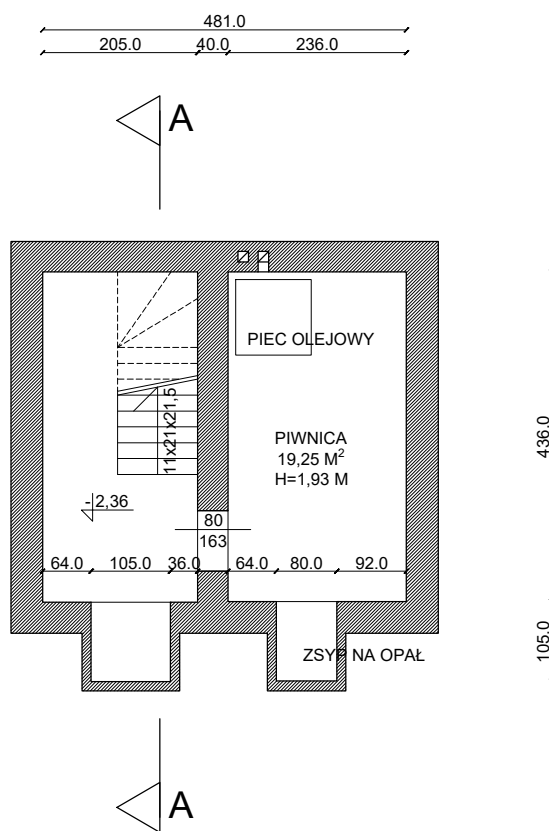 481.0
205.0 40.0 236.0
A
PIEC OLEJOWY
436.0
11x21x21,5
PIWNICA
19,25 M²
H=1,93 M
-2,36
80
163
64.0 105.0 36.0 64.0 80.0 92.0
105.0
ZSYP NA OPAŁ
A